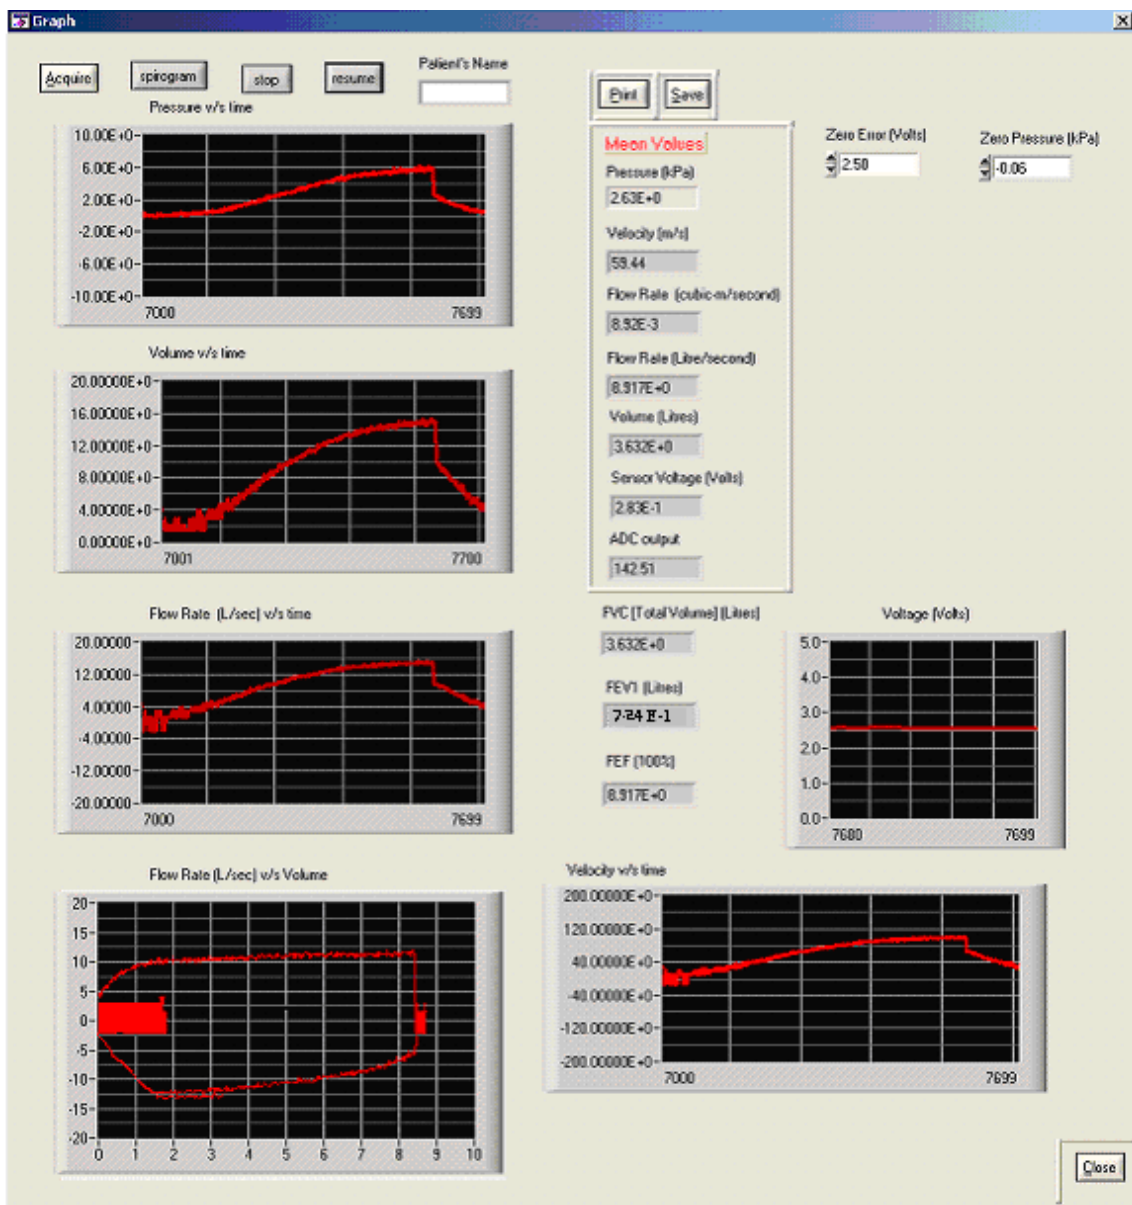 Graph
Acquire
spirogram
stop
resume
Patient's Name
Print
Save
Pressure v/s time
10.00E+0
6.00E+0
2.00E+0
-2.00E+0
-6.00E+0
-10.00E+0
7000
7699
Mean Values
Pressure (kPa)
2.63E+0
Velocity (m/s)
59.44
Flow Rate (cubic-m/second)
8.92E-3
Flow Rate (Litre/second)
8.917E+0
Volume (Litres)
3.632E+0
Sensor Voltage (Volts)
2.83E-1
ADC output
142.51
Zero Error (Volts)
2.50
Zero Pressure (kPa)
-0.06
Volume v/s time
20.00000E+0
16.00000E+0
12.00000E+0
8.00000E+0
4.00000E+0
0.00000E+0
7001
7700
Flow Rate (L/sec) v/s time
20.00000
12.00000
4.00000
-4.00000
-12.00000
-20.00000
7000
7699
FVC [Total Volume] (Litres)
3.632E+0
FEV1 (Litres)
7.24 E-1
FEF (100%)
8.917E+0
Voltage (Volts)
5.0
4.0
3.0
2.0
1.0
0.0
7680
7699
Flow Rate (L/sec) v/s Volume
20
15
10
5
0
-5
-10
-15
-20
0 1 2 3 4 5 6 7 8 9 10
Velocity v/s time
200.00000E+0
120.00000E+0
40.00000E+0
-40.00000E+0
-120.00000E+0
-200.00000E+0
7000
7699
Close